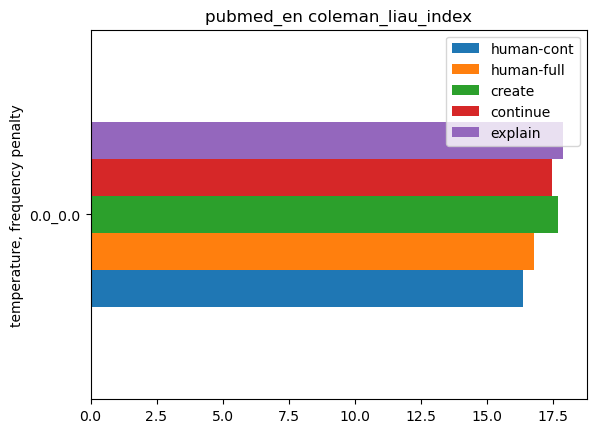 pubmed_en coleman_liau_index
human-cont
human-full
create
continue
explain
temperature, frequency penalty
0.0_0.0
0.0 2.5 5.0 7.5 10.0 12.5 15.0 17.5